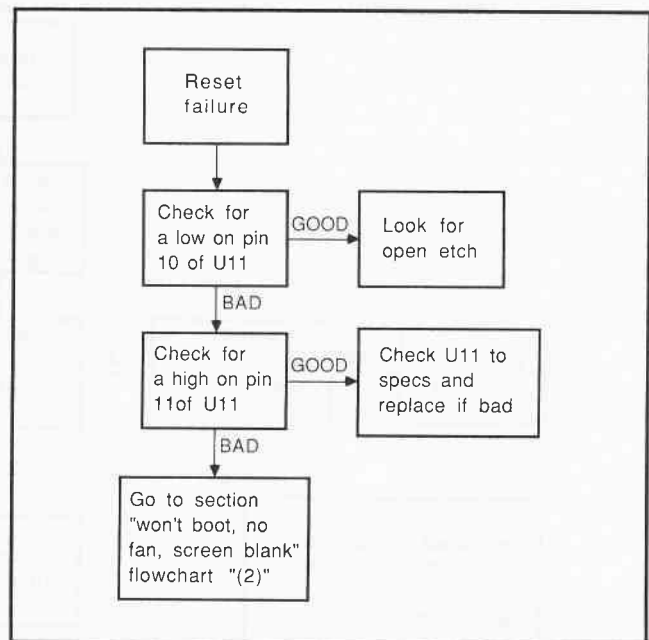 Reset
failure
Check for
a low on pin
10 of U11
GOOD
Look for
open etch
BAD
Check for
a high on pin
11of U11
GOOD
Check U11 to
specs and
replace if bad
BAD
Go to section
"won't boot, no
fan, screen blank"
flowchart "(2)"